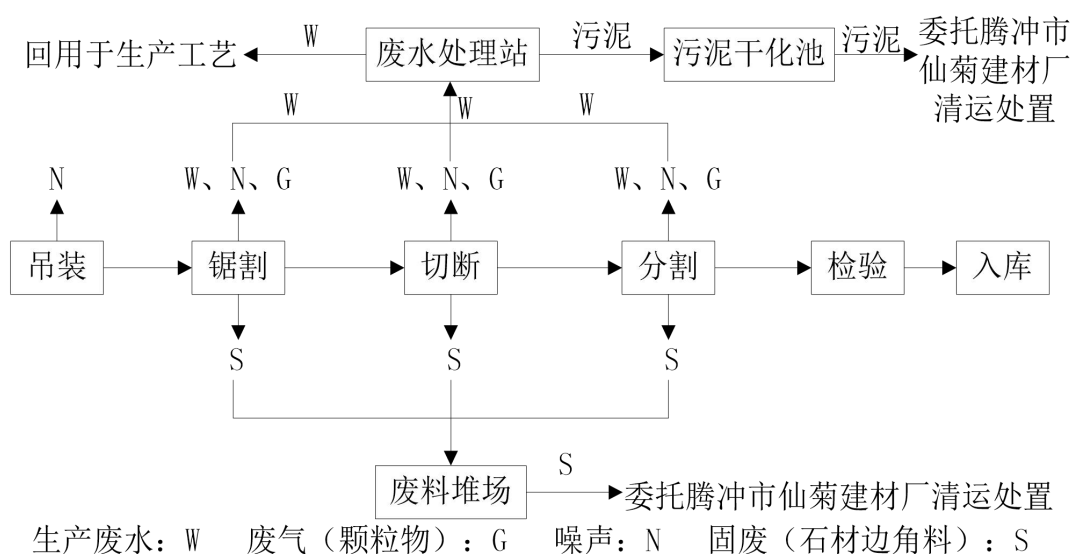 回用于生产工艺
W
废水处理站
污泥
污泥干化池
污泥
委托腾冲市
仙菊建材厂
清运处置
W
W
W
N
W、N、G
W、N、G
W、N、G
吊装
锯割
切断
分割
检验
入库
S
S
S
废料堆场
S
委托腾冲市仙菊建材厂清运处置
生产废水：W 废气（颗粒物）：G 噪声：N 固废（石材边角料）：S